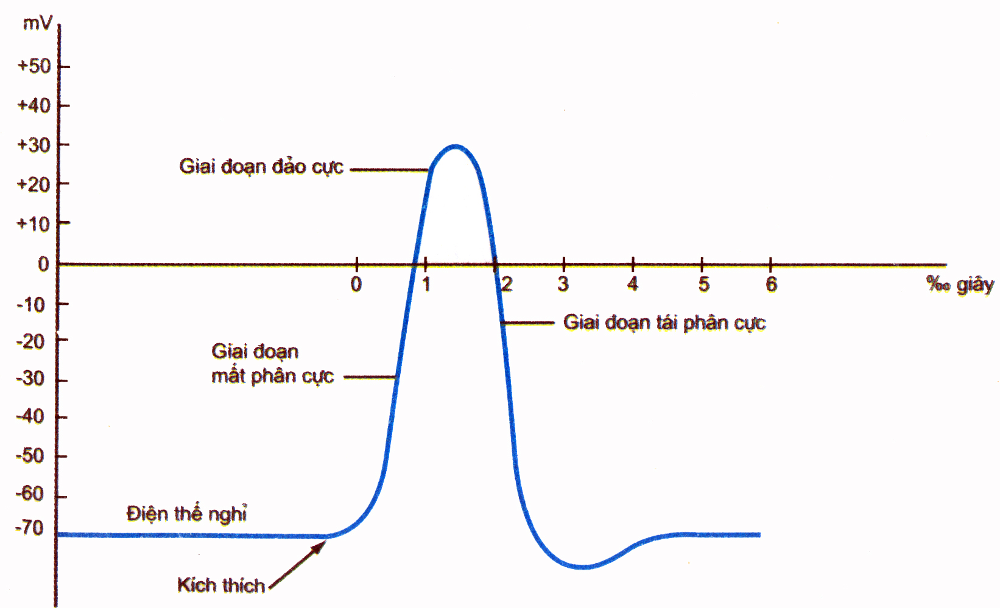 mV
+50
+40
+30
Giai đoạn đảo cực
+20
+10
0
0 1 2 3 4 5 6 ‰ giây
-10
Giai đoạn tái phân cực
-20
Giai đoạn
mất phân cực
-30
-40
-50
-60
Điện thế nghỉ
-70
Kích thích